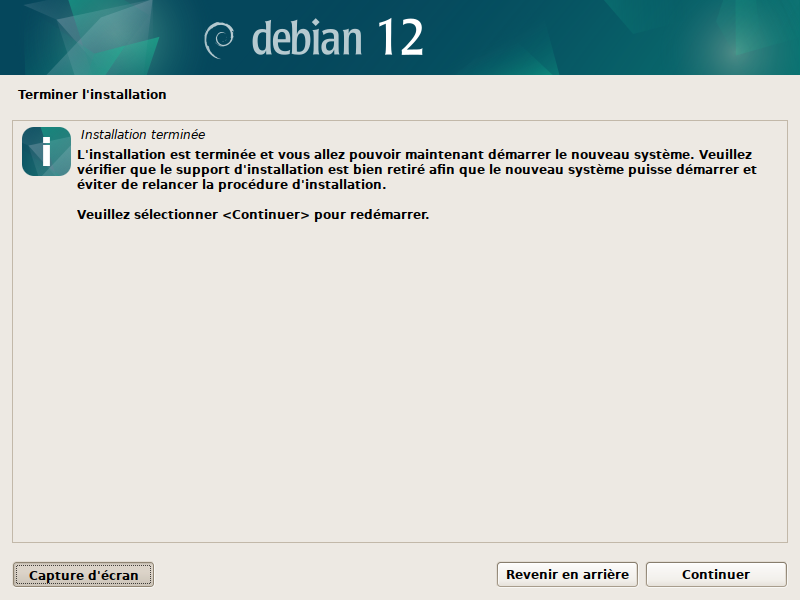 debian 12
Terminer l'installation
Installation terminée
L'installation est terminée et vous allez pouvoir maintenant démarrer le nouveau système. Veuillez
vérifier que le support d'installation est bien retiré afin que le nouveau système puisse démarrer et
éviter de relancer la procédure d'installation.
Veuillez sélectionner <Continuer> pour redémarrer.
Capture d'écran
Revenir en arrière
Continuer